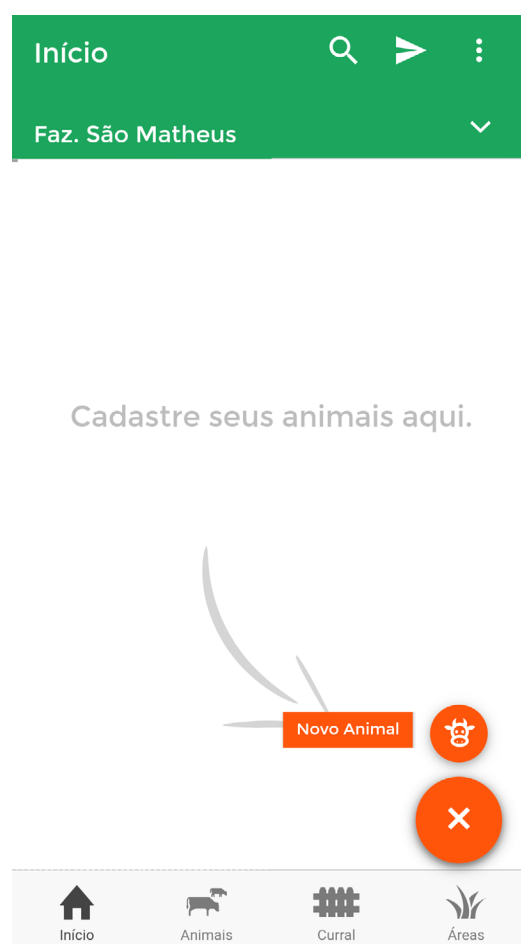 Início
Faz. São Matheus
Cadastre seus animais aqui.
Novo Animal
Início
Animais
Curral
Áreas